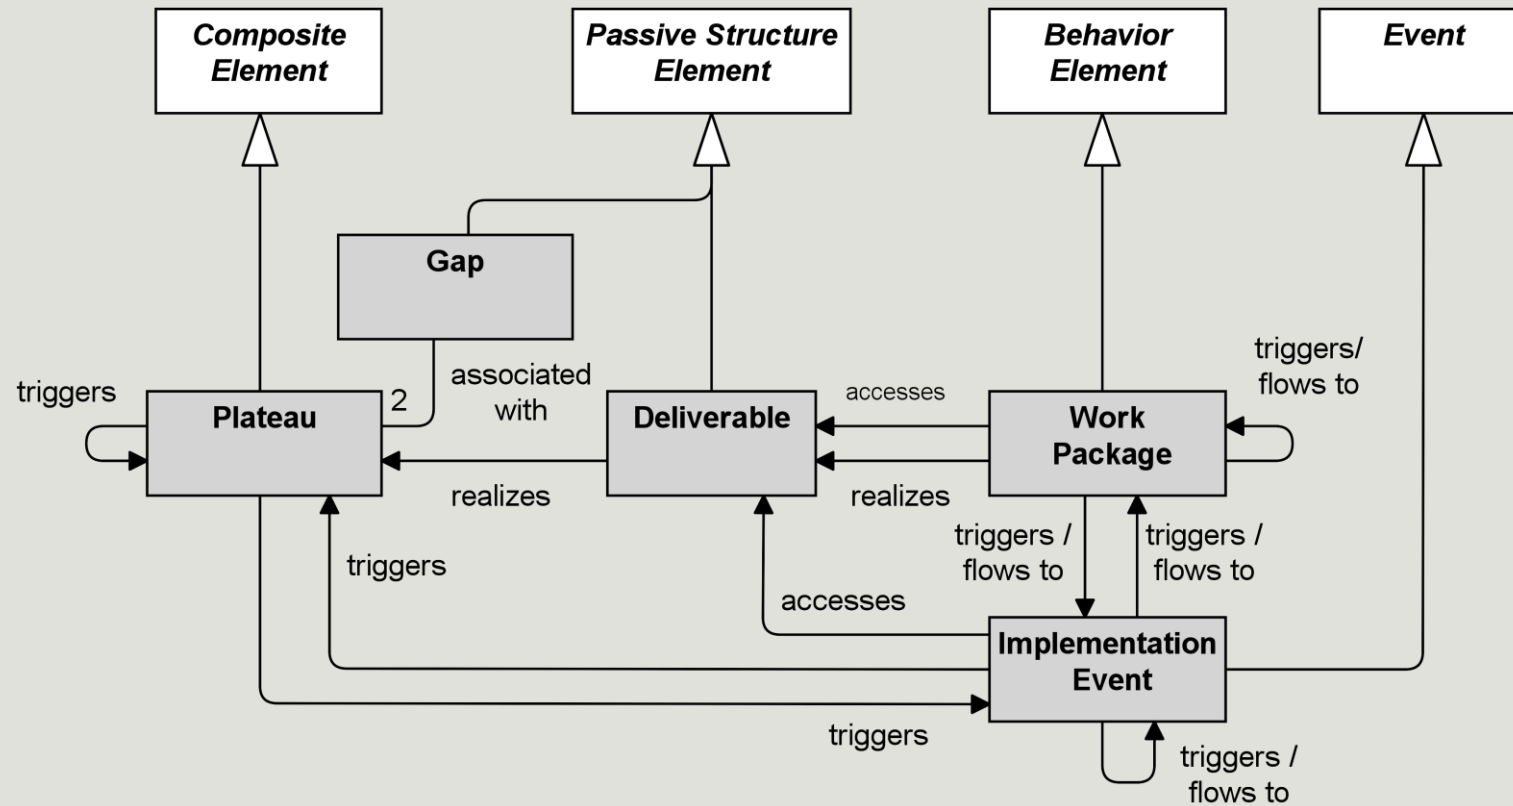 Composite
Element
Passive Structure
Element
Behavior
Element
Event
Gap
triggers
Plateau
2
associated
with
Deliverable
accesses
Work
Package
triggers/
flows to
realizes
realizes
triggers
accesses
triggers /
flows to
triggers /
flows to
Implementation
Event
triggers
triggers /
flows to